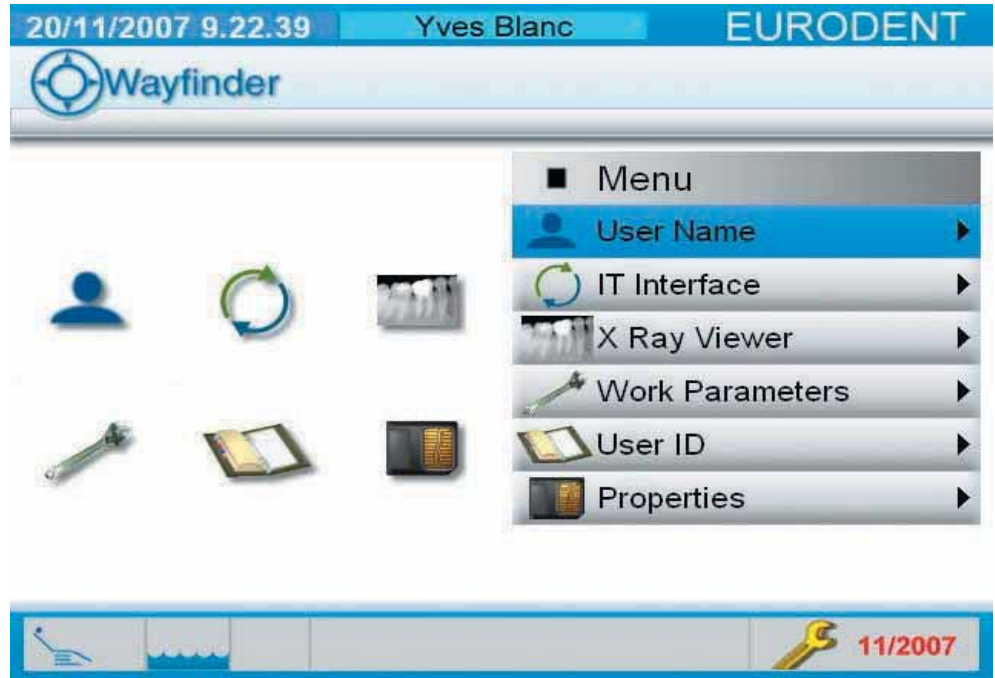 20/11/2007 9.22.39 Yves Blanc EURODENT
Wayfinder
Menu
User Name
IT Interface
X Ray Viewer
Work Parameters
User ID
Properties
11/2007